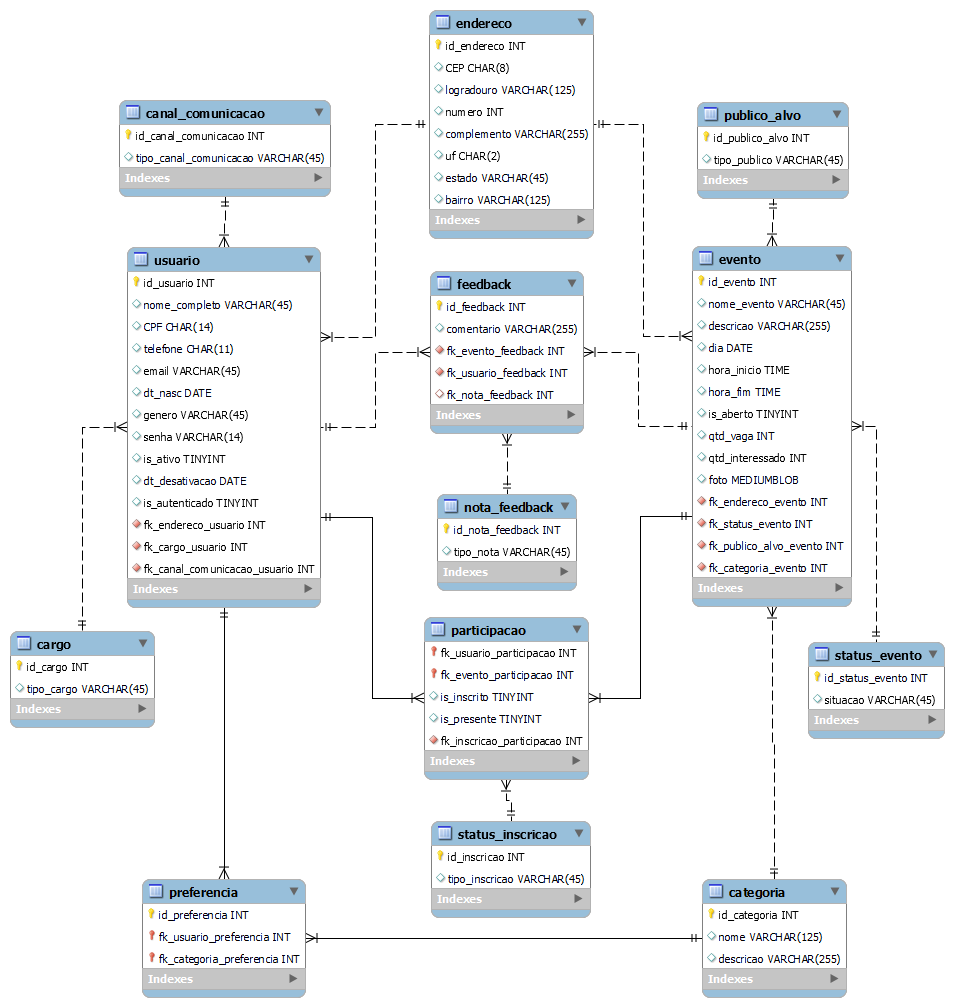 endereco
id_endereco INT
CEP CHAR(8)
logradouro VARCHAR(125)
numero INT
complemento VARCHAR(255)
uf CHAR(2)
estado VARCHAR(45)
bairro VARCHAR(125)
Indexes
canal_comunicacao
id_canal_comunicacao INT
tipo_canal_comunicacao VARCHAR(45)
Indexes
publico_alvo
id_publico_alvo INT
tipo_publico VARCHAR(45)
Indexes
usuario
id_usuario INT
nome_completo VARCHAR(45)
CPF CHAR(14)
telefone CHAR(11)
email VARCHAR(45)
dt_nasc DATE
genero VARCHAR(45)
senha VARCHAR(14)
is_ativo TINYINT
dt_desativacao DATE
is_autenticado TINYINT
fk_endereco_usuario INT
fk_cargo_usuario INT
fk_canal_comunicacao_usuario INT
Indexes
feedback
id_feedback INT
comentario VARCHAR(255)
fk_evento_feedback INT
fk_usuario_feedback INT
fk_nota_feedback INT
Indexes
evento
id_evento INT
nome_evento VARCHAR(45)
descricao VARCHAR(255)
dia DATE
hora_inicio TIME
hora_fim TIME
is_aberto TINYINT
qtd_vaga INT
qtd_interessado INT
foto MEDIUMBLOB
fk_endereco_evento INT
fk_status_evento INT
fk_publico_alvo_evento INT
fk_categoria_evento INT
Indexes
nota_feedback
id_nota_feedback INT
tipo_nota VARCHAR(45)
Indexes
cargo
id_cargo INT
tipo_cargo VARCHAR(45)
Indexes
participacao
fk_usuario_participacao INT
fk_evento_participacao INT
is_inscrito TINYINT
is_presente TINYINT
fk_inscricao_participacao INT
Indexes
status_evento
id_status_evento INT
situacao VARCHAR(45)
Indexes
status_inscricao
id_inscricao INT
tipo_inscricao VARCHAR(45)
Indexes
preferencia
id_preferencia INT
fk_usuario_preferencia INT
fk_categoria_preferencia INT
Indexes
categoria
id_categoria INT
nome VARCHAR(125)
descricao VARCHAR(255)
Indexes